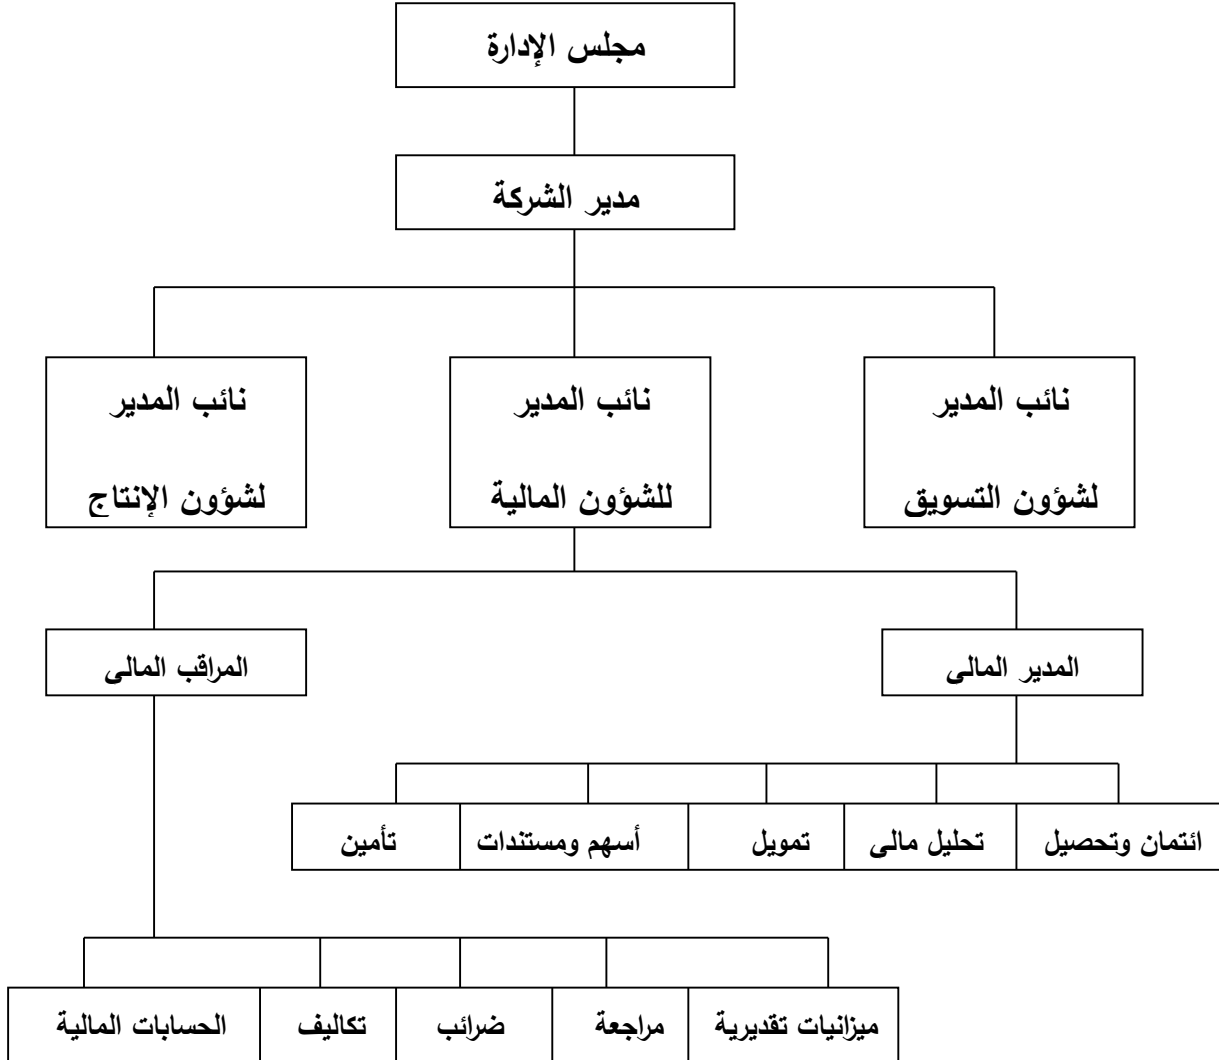 مجلس الإدارة
مدير الشركة
نائب المدير
لشؤون التسويق
نائب المدير
للشؤون المالية
نائب المدير
لشؤون الإنتاج
المدير المالى
المراقب المالى
ائتمان وتحصيل
تحليل مالى
تمويل
أسهم ومستندات
تأمين
ميزانيات تقديرية
مراجعة
ضرائب
تكاليف
الحسابات المالية